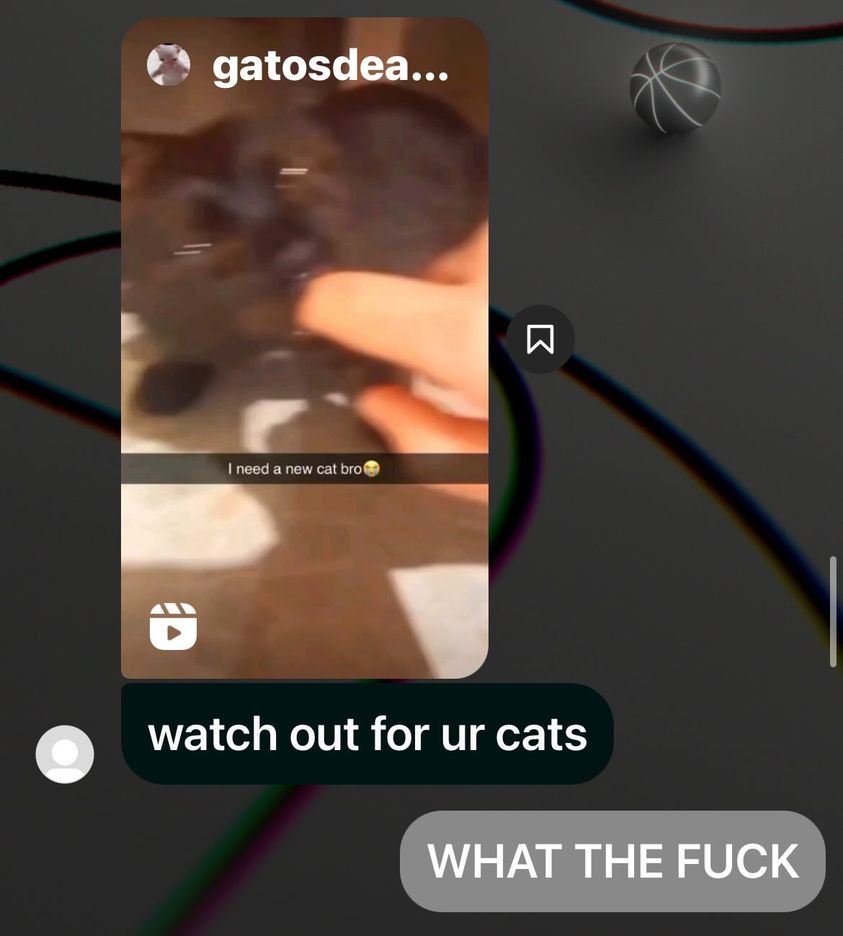 gatosdea...
I need a new cat bro😭
watch out for ur cats
WHAT THE FUCK